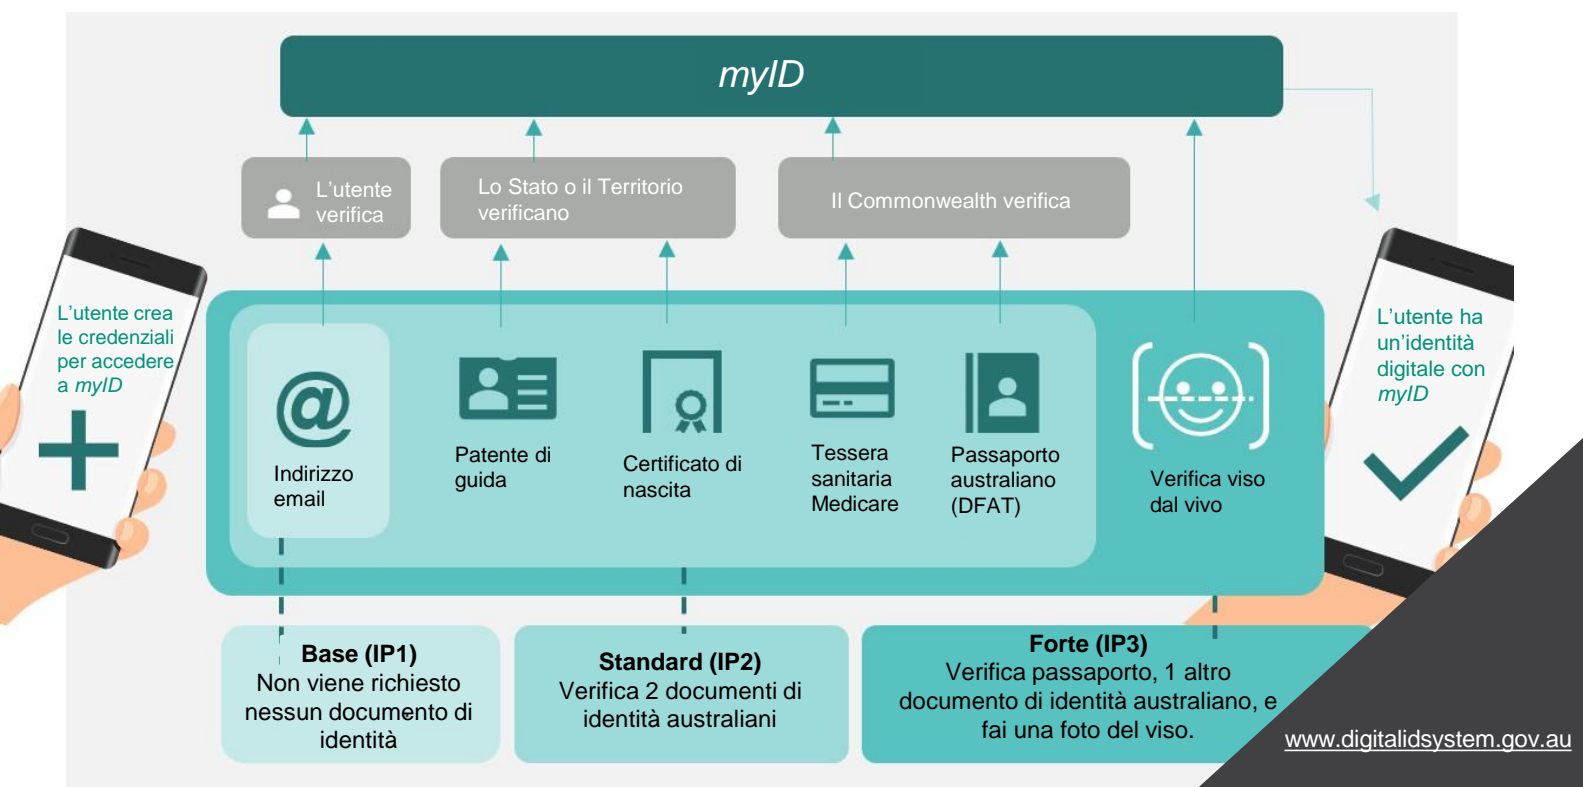 myID
L’utente
verifica
Lo Stato o il Territorio
verificano
Il Commonwealth verifica
L’utente crea
le credenziali
per accedere
a myID
L’utente ha
un’identità
digitale con
myID
@
Indirizzo
email
Patente di
guida
Certificato di
nascita
Tessera
sanitaria
Medicare
Passaporto
australiano
(DFAT)
Verifica viso
dal vivo
Base (IP1)
Non viene richiesto
nessun documento di
identità
Standard (IP2)
Verifica 2 documenti di
identità australiani
Forte (IP3)
Verifica passaporto, 1 altro
documento di identità australiano, e
fai una foto del viso.
www.digitalidsystem.gov.au